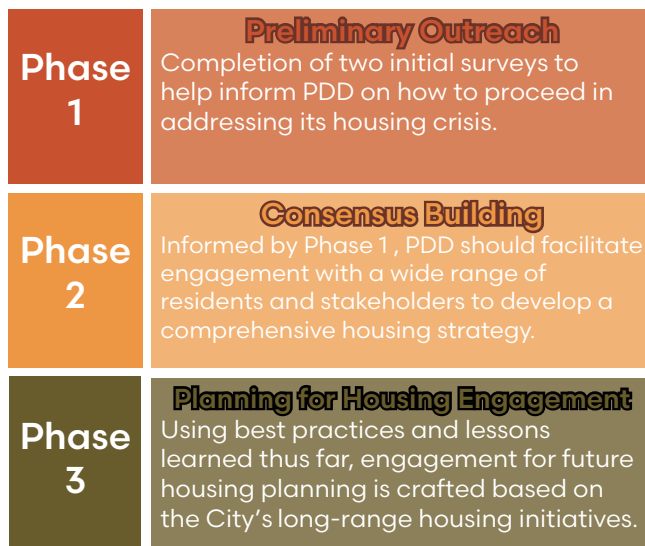 Phase
1
Preliminary Outreach
Completion of two initial surveys to
help inform PDD on how to proceed in
addressing its housing crisis.
Phase
2
Consensus Building
Informed by Phase 1 , PDD should facilitate
engagement with a wide range of
residents and stakeholders to develop a
comprehensive housing strategy.
Phase
3
Planning for Housing Engagement
Using best practices and lessons
learned thus far, engagement for future
housing planning is crafted based on
the City's long-range housing initiatives.